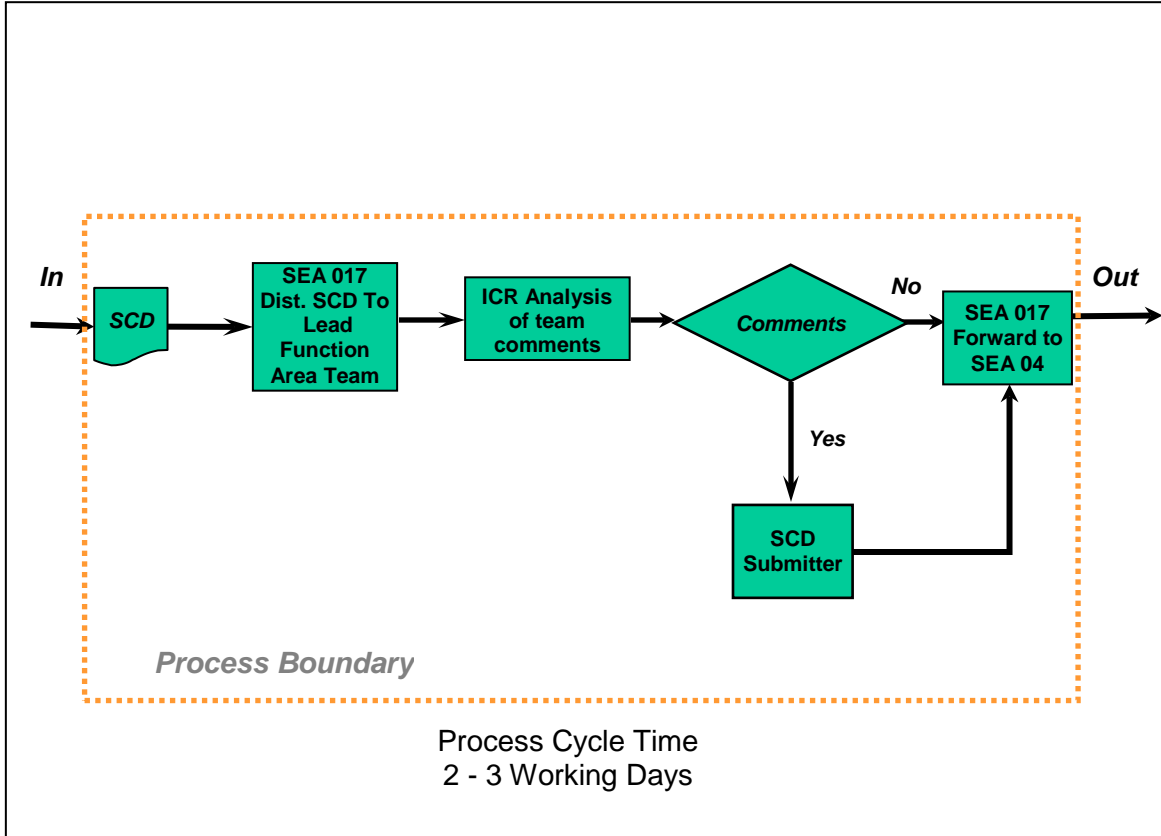 In
SCD
SEA 017
Dist. SCD To
Lead
Function
Area Team
ICR Analysis
of team
comments
Comments
No
SEA 017
Forward to
SEA 04
Out
Yes
SCD
Submitter
Process Boundary
Process Cycle Time
2 - 3 Working Days